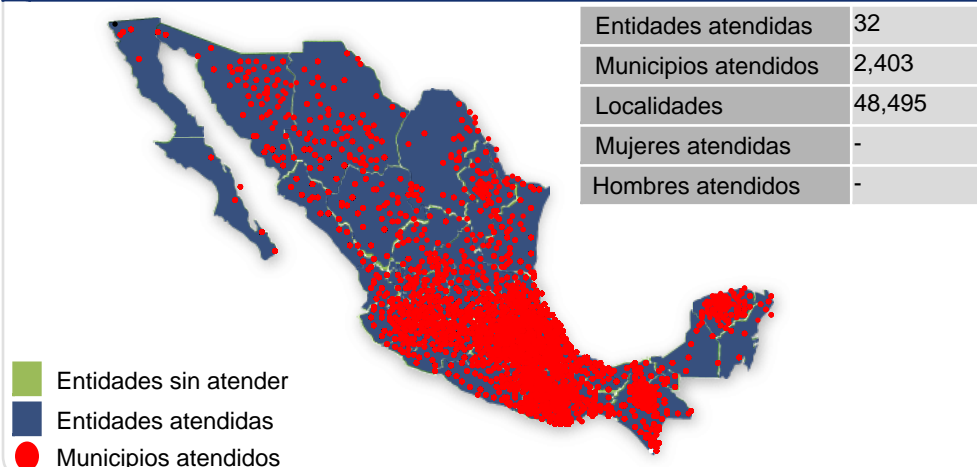 Entidades atendidas 32
Municipios atendidos 2,403
Localidades 48,495
Mujeres atendidas -
Hombres atendidos -
Entidades sin atender
Entidades atendidas
Municipios atendidos